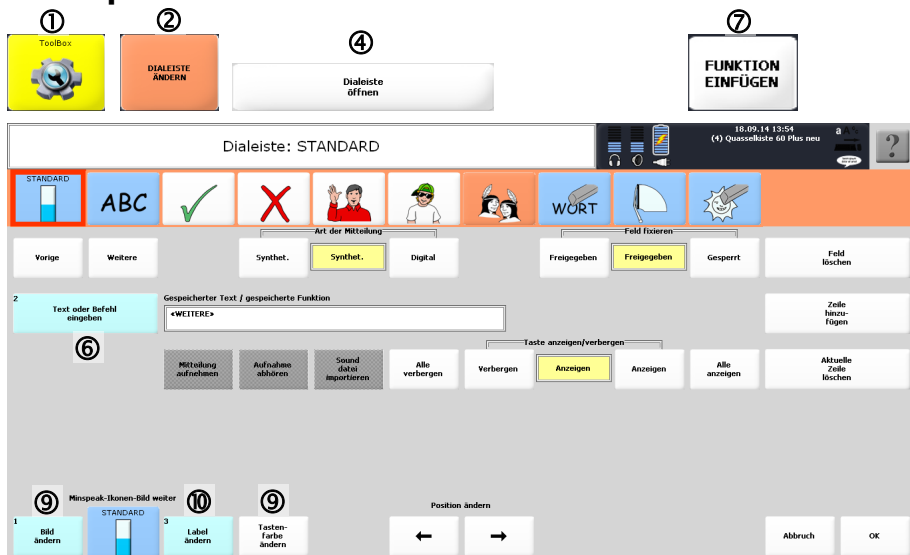 ① ② ④ ⑦
ToolBox
DIALEISTE
ÄNDERN
Dialeiste
öffnen
FUNKTION
EINFÜGEN
Dialeiste: STANDARD
18.09.14 13:54
(4) Quasselkiste 60 Plus neu
a A
?
STANDARD
ABC
WORT
Art der Mitteilung
Feld fixieren
Vorige
Weitere
Synthet.
Synthet.
Digital
Freigegeben
Freigegeben
Gesperrt
Feld
löschen
2
Text oder Befehl
eingeben
Gespeicherter Text / gespeicherte Funktion
«WEITERE»
Zeile
hinzu-
fügen
⑥
Taste anzeigen/verbergen
Mitteilung
aufnehmen
Aufnahme
abhören
Sound
datei
importieren
Alle
verbergen
Verbergen
Anzeigen
Anzeigen
Alle
anzeigen
Aktuelle
Zeile
löschen
⑨ Minspeak-Ikonen-Bild weiter ⑩ ⑨
Position ändern
1
Bild
ändern
STANDARD
3
Label
ändern
Tasten-
farbe
ändern
← →
Abbruch
OK